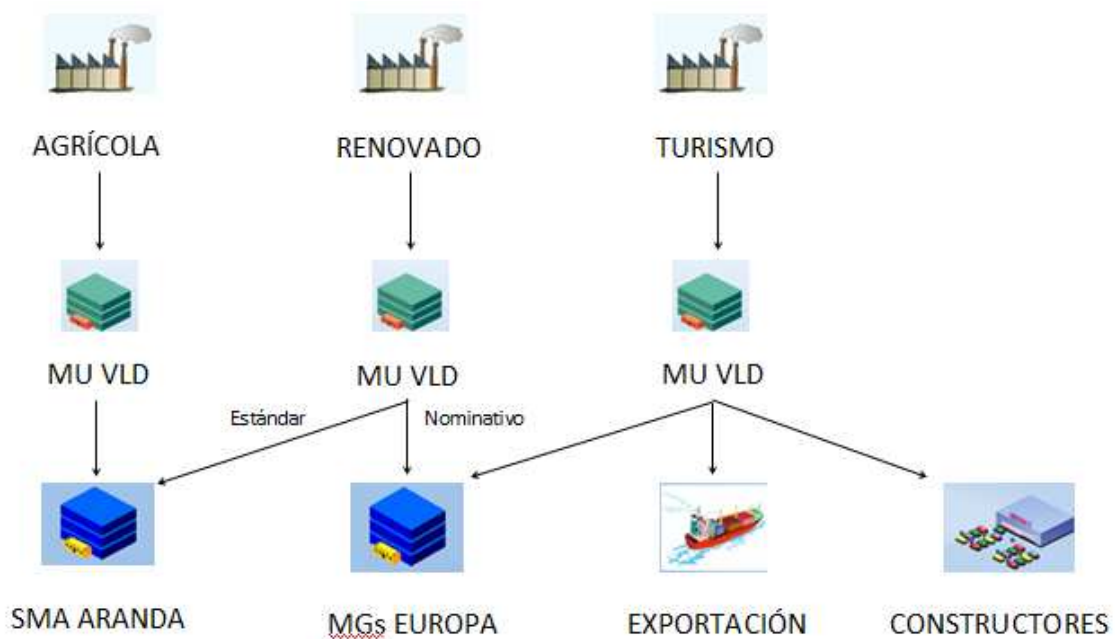 AGRÍCOLA
RENOVADO
TURISMO
MU VLD
MU VLD
MU VLD
Estándar
Nominativo
SMA ARANDA
MGs EUROPA
EXPORTACIÓN
CONSTRUCTORES